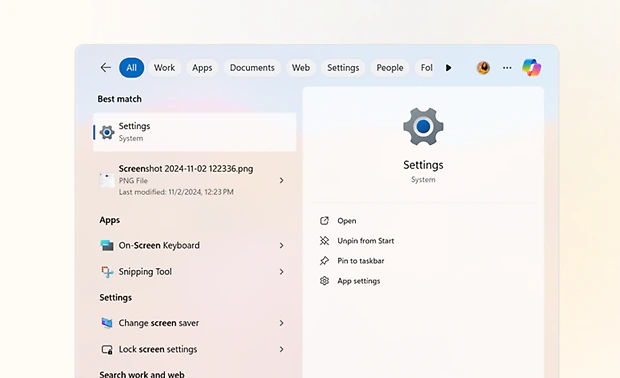 All Work Apps Documents Web Settings People Fol
Best match
Settings
System
Screenshot 2024-11-02 122336.png
PNG File
Last modified: 11/2/2024, 12:23 PM
Apps
On-Screen Keyboard
Snipping Tool
Settings
Change screen saver
Lock screen settings
Search work and web
Settings
System
Open
Unpin from Start
Pin to taskbar
App settings